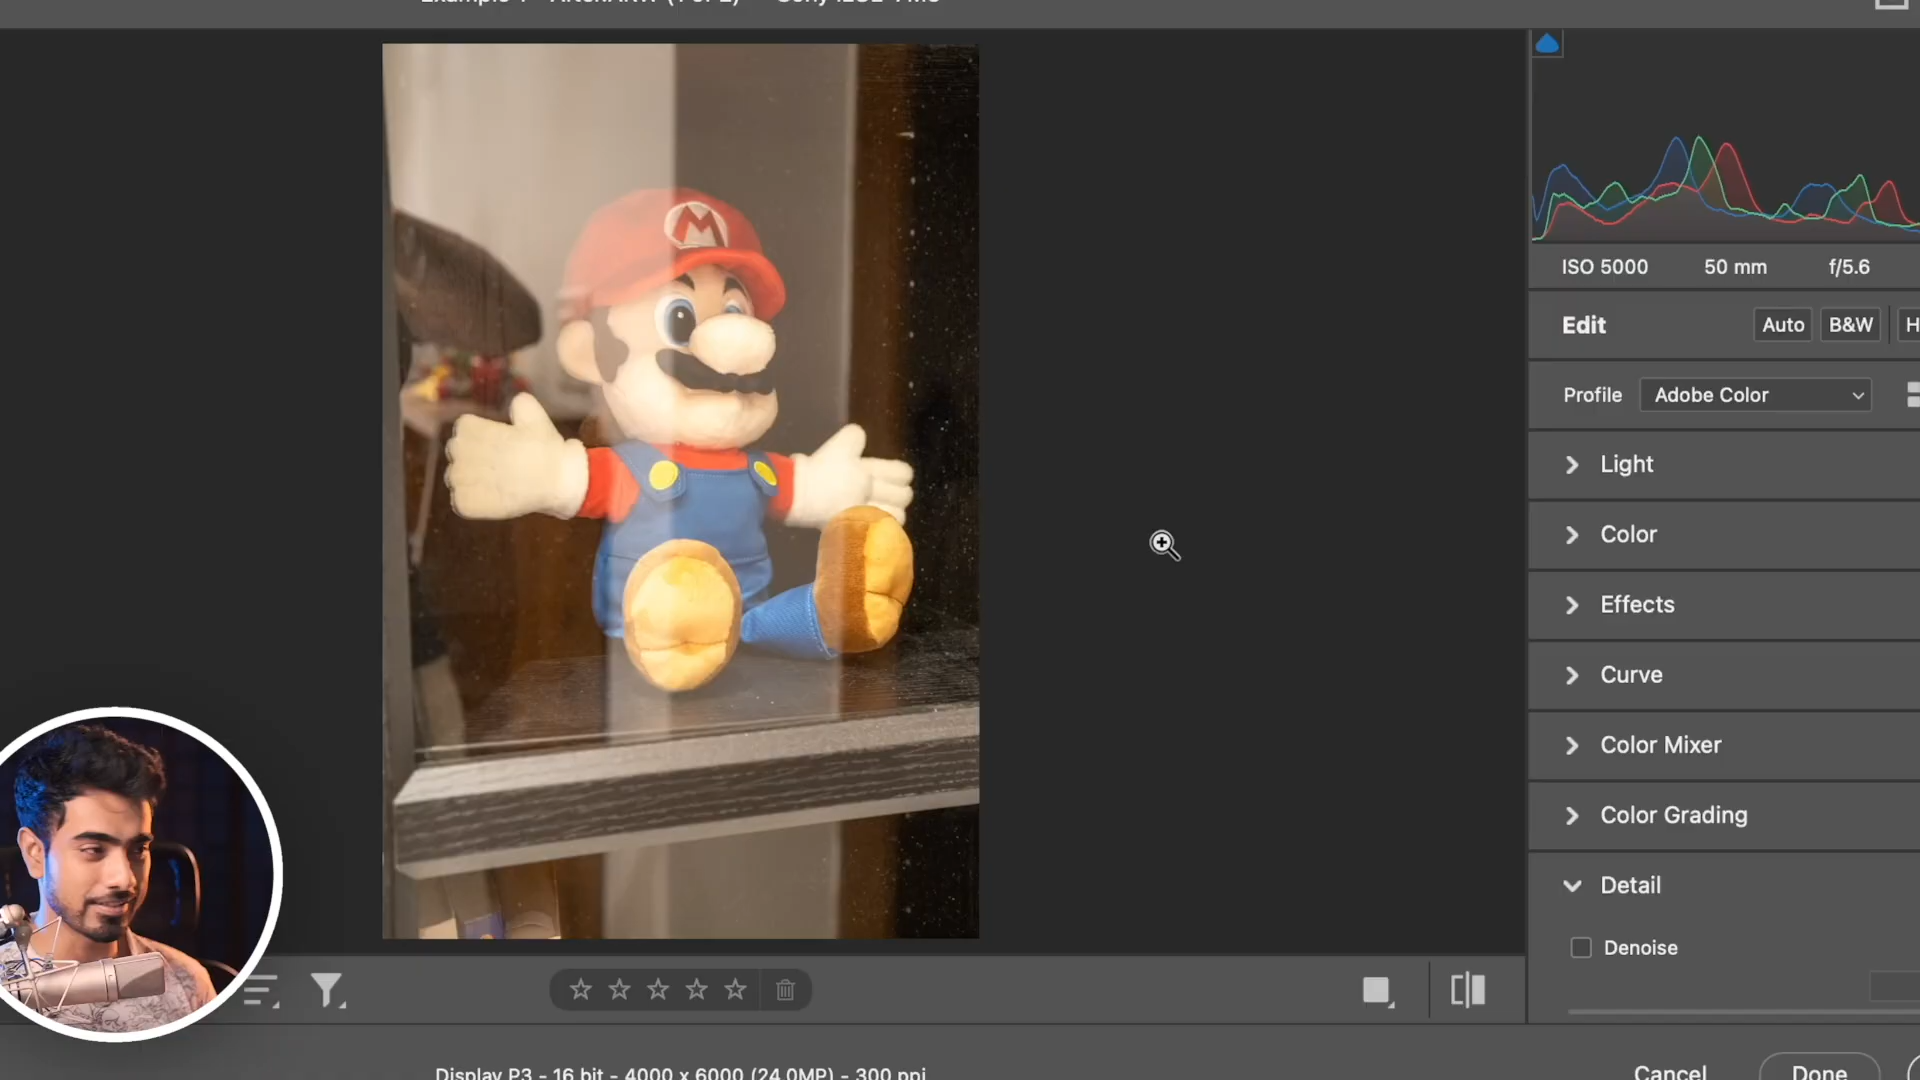 ISO 5000 50 mm f/5.6
Edit Auto B&W H
Profile Adobe Color
Light
Color
Effects
Curve
Color Mixer
Color Grading
Detail
Denoise
M
Display P3 - 16 bit - 4000 x 6000 (24.0MP) - 300 ppi
Cancel Done